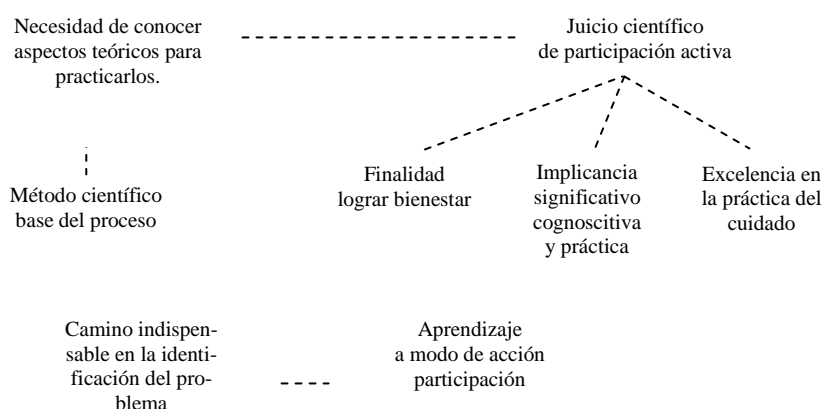 Necesidad de conocer
aspectos teóricos para
practicarlos.
Juicio científico
de participación activa
Método científico
base del proceso
Finalidad
lograr bienestar
Implicancia
significativo
cognoscitiva
y práctica
Excelencia en
la práctica del
cuidado
Camino indispen-
sable en la identi-
ficación del pro-
blema
Aprendizaje
a modo de acción
participación